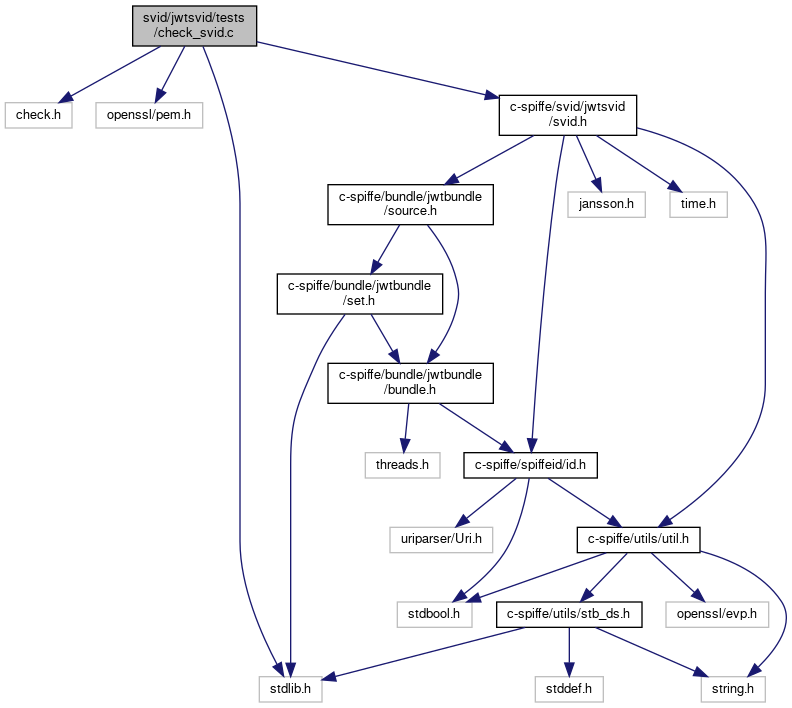 svid/jwtsvid/tests
/check_svid.c
check.h
openssl/pem.h
c-spiffe/svid/jwtsvid
/svid.h
c-spiffe/bundle/jwtbundle
/source.h
jansson.h
time.h
c-spiffe/bundle/jwtbundle
/set.h
c-spiffe/bundle/jwtbundle
/bundle.h
threads.h
c-spiffe/spiffeid/id.h
uriparser/Uri.h
c-spiffe/utils/util.h
stdbool.h
c-spiffe/utils/stb_ds.h
openssl/evp.h
stdlib.h
stddef.h
string.h